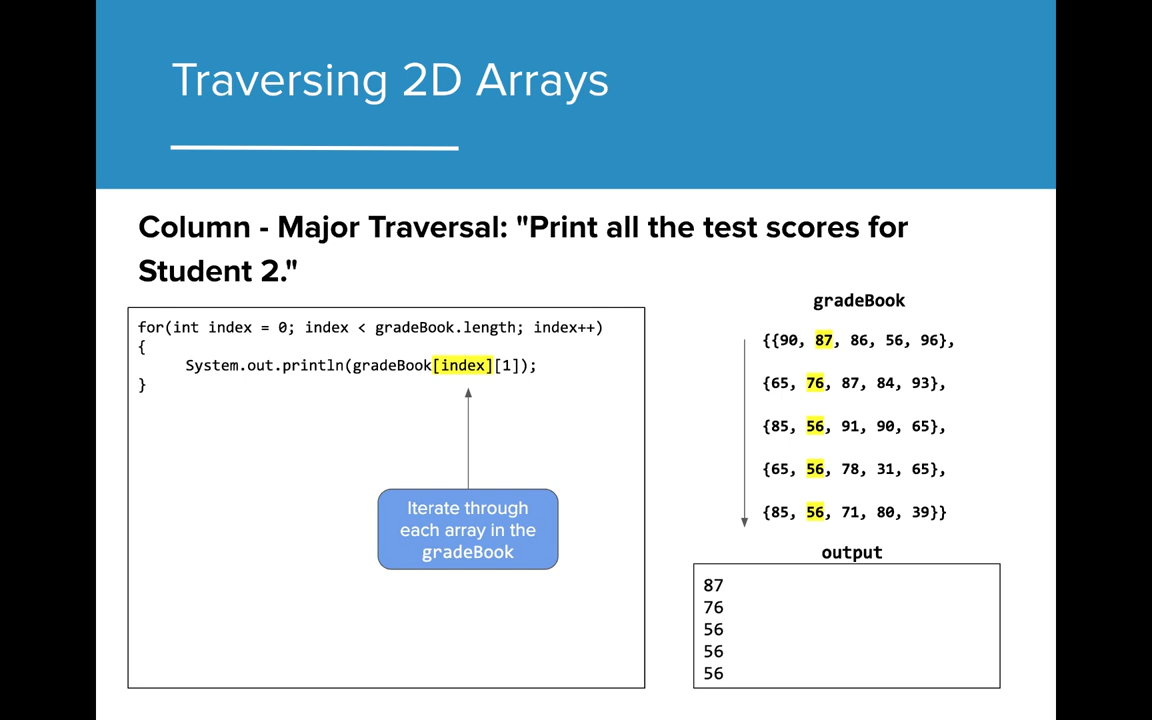 Traversing 2D Arrays
Column - Major Traversal: "Print all the test scores for
Student 2."
for(int index = 0; index < gradeBook.length; index++)
{
System.out.println(gradeBook[index][1]);
}
Iterate through
each array in the
gradeBook
gradeBook
{{90, 87, 86, 56, 96},
{65, 76, 87, 84, 93},
{85, 56, 91, 90, 65},
{65, 56, 78, 31, 65},
{85, 56, 71, 80, 39}}
output
87
76
56
56
56